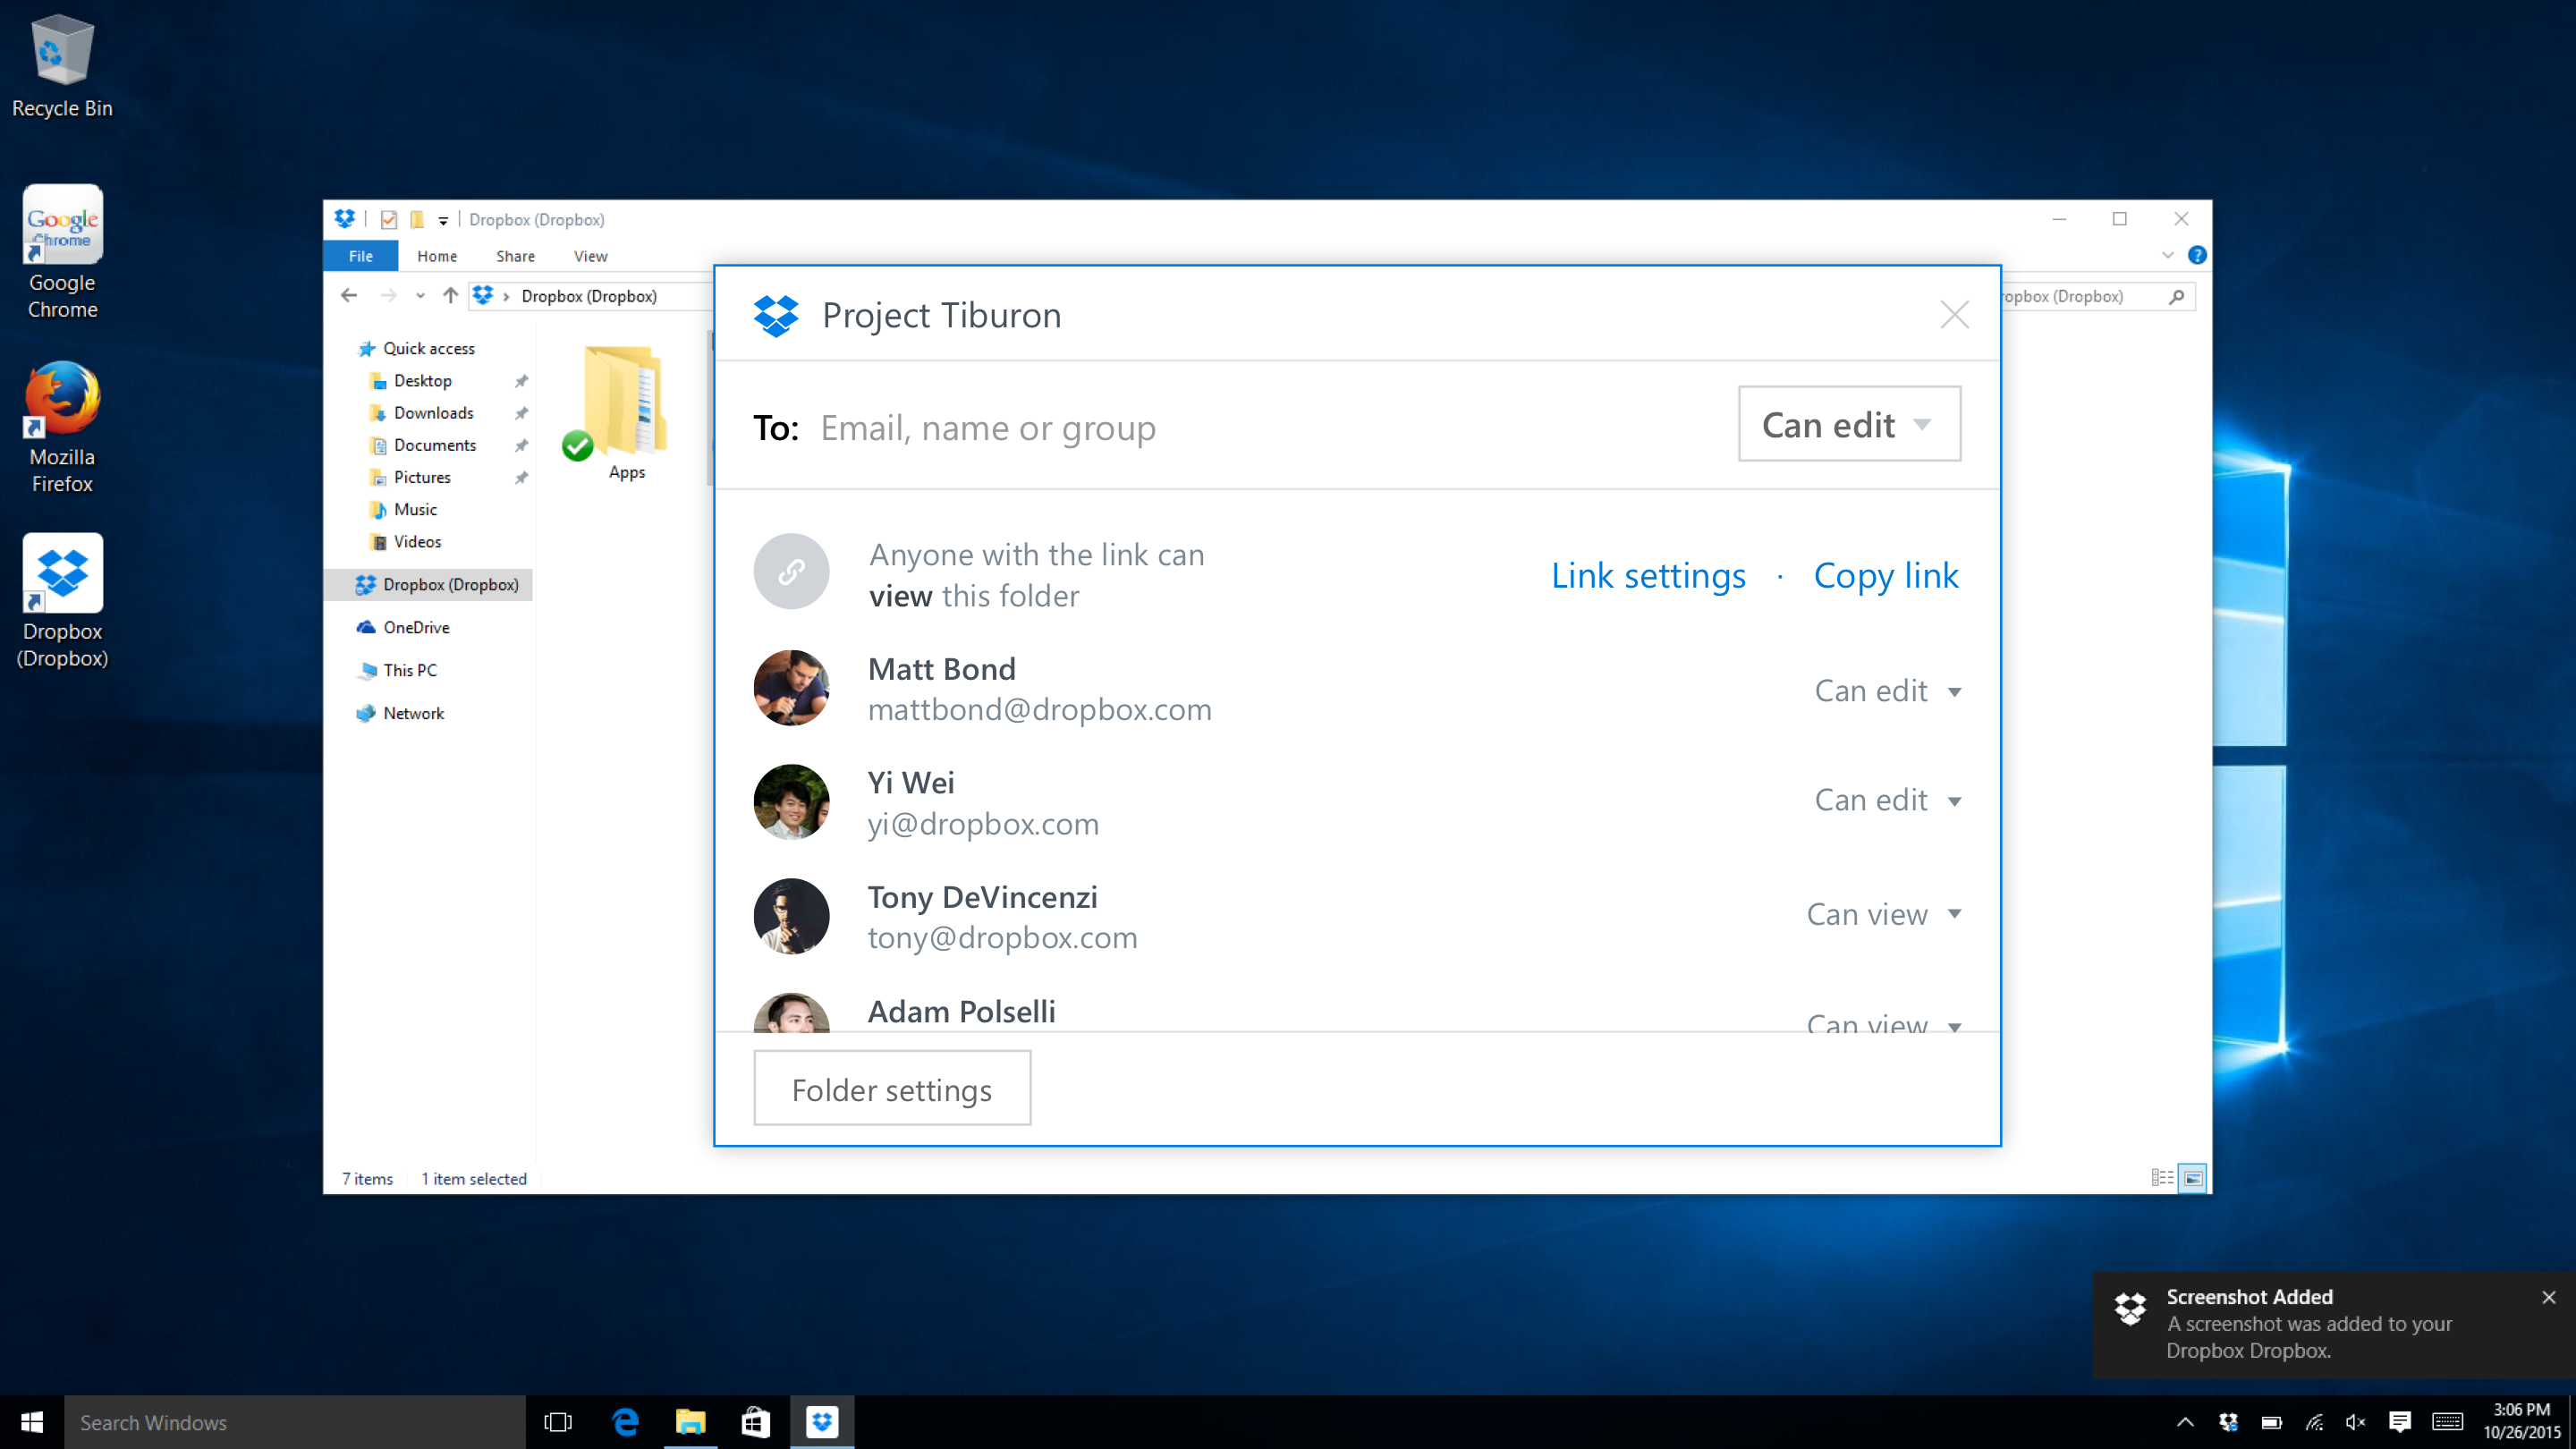 Recycle Bin
Google
Chrome
Google
Chrome
Mozilla
Firefox
Dropbox
(Dropbox)
Dropbox (Dropbox)
File Home Share View
Dropbox (Dropbox)
ropbox (Dropbox)
Quick access
Desktop
Downloads
Documents
Pictures
Music
Videos
Dropbox (Dropbox)
OneDrive
This PC
Network
Apps
7 items 1 item selected
Project Tiburon
To: Email, name or group Can edit
Anyone with the link can
view this folder
Link settings · Copy link
Matt Bond
mattbond@dropbox.com
Can edit
Yi Wei
yi@dropbox.com
Can edit
Tony DeVincenzi
tony@dropbox.com
Can view
Adam Polselli
Can view
Folder settings
Screenshot Added
A screenshot was added to your
Dropbox Dropbox.
Search Windows
3:06 PM
10/26/2015